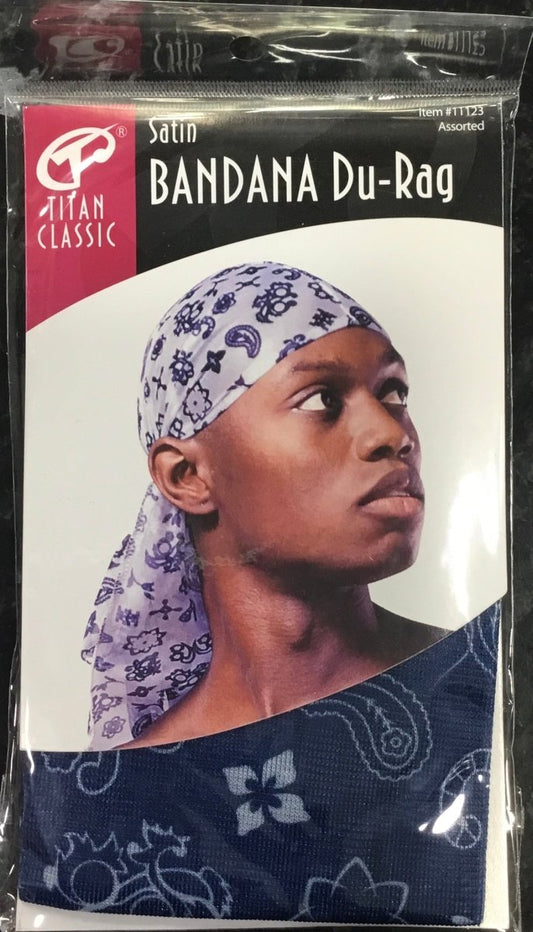 Item #11123
Assorted
Satin
BANDANA Du-Rag
®
TITAN
CLASSIC